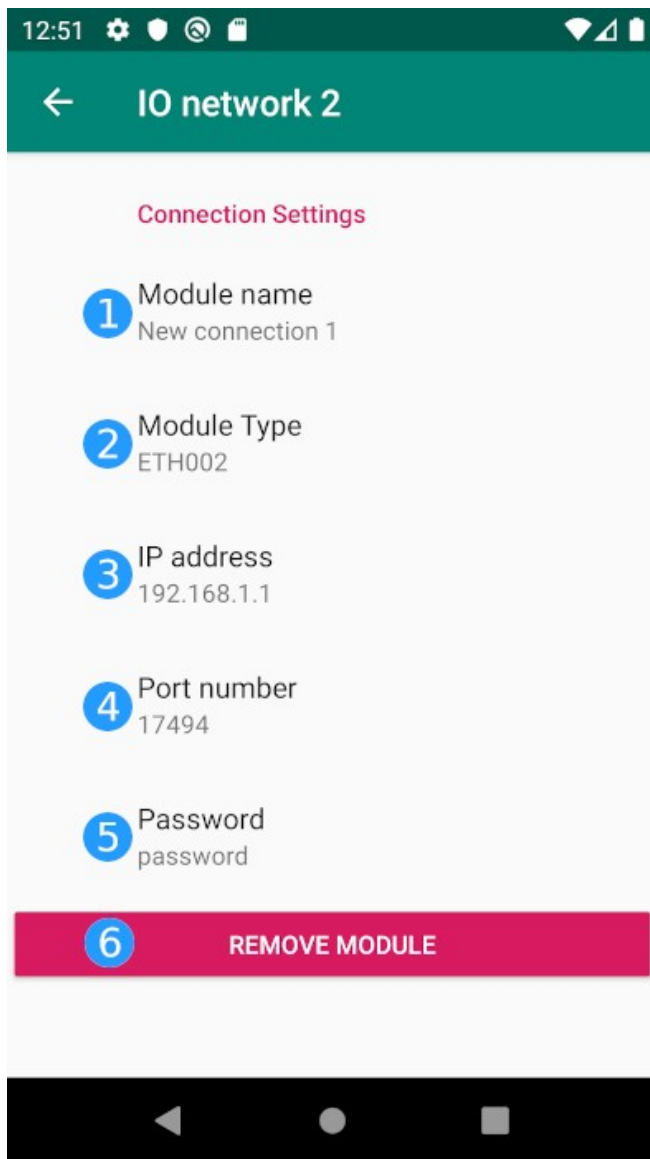 12:51
IO network 2
Connection Settings
1 Module name
New connection 1
2 Module Type
ETH002
3 IP address
192.168.1.1
4 Port number
17494
5 Password
password
6 REMOVE MODULE